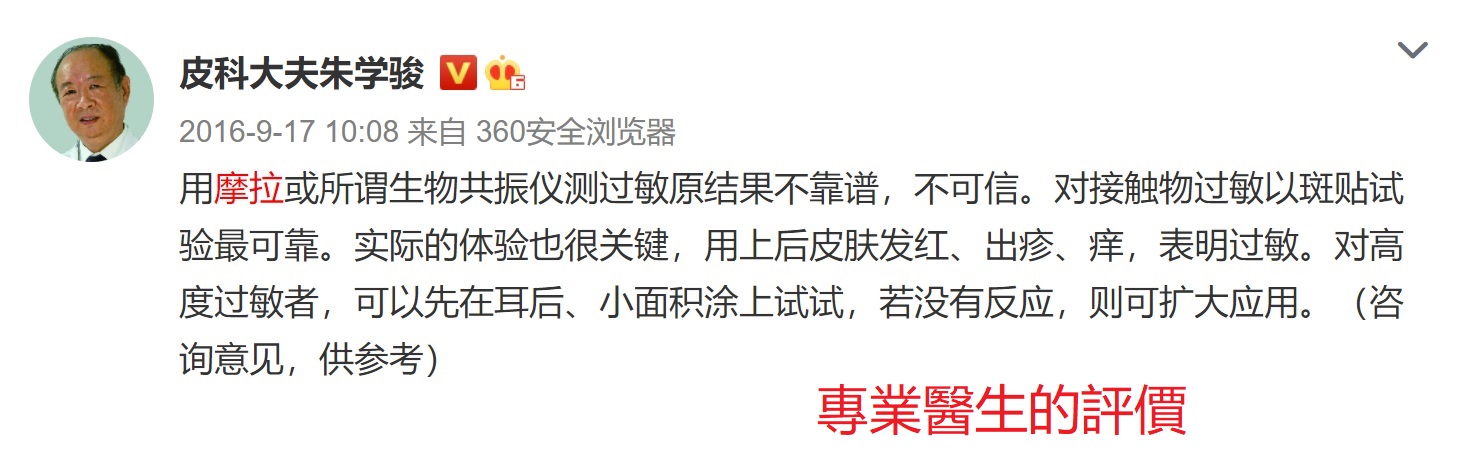 皮科大夫朱学骏
2016-9-17 10:08 来自 360安全浏览器
用摩拉或所谓生物共振仪测过敏原结果不靠谱，不可信。对接触物过敏以斑贴试
验最可靠。实际的体验也很关键，用上后皮肤发红、出疹、痒，表明过敏。对高
度过敏者，可以先在耳后、小面积涂上试试，若没有反应，则可扩大应用。（咨
询意见，供参考）
專業醫生的評價